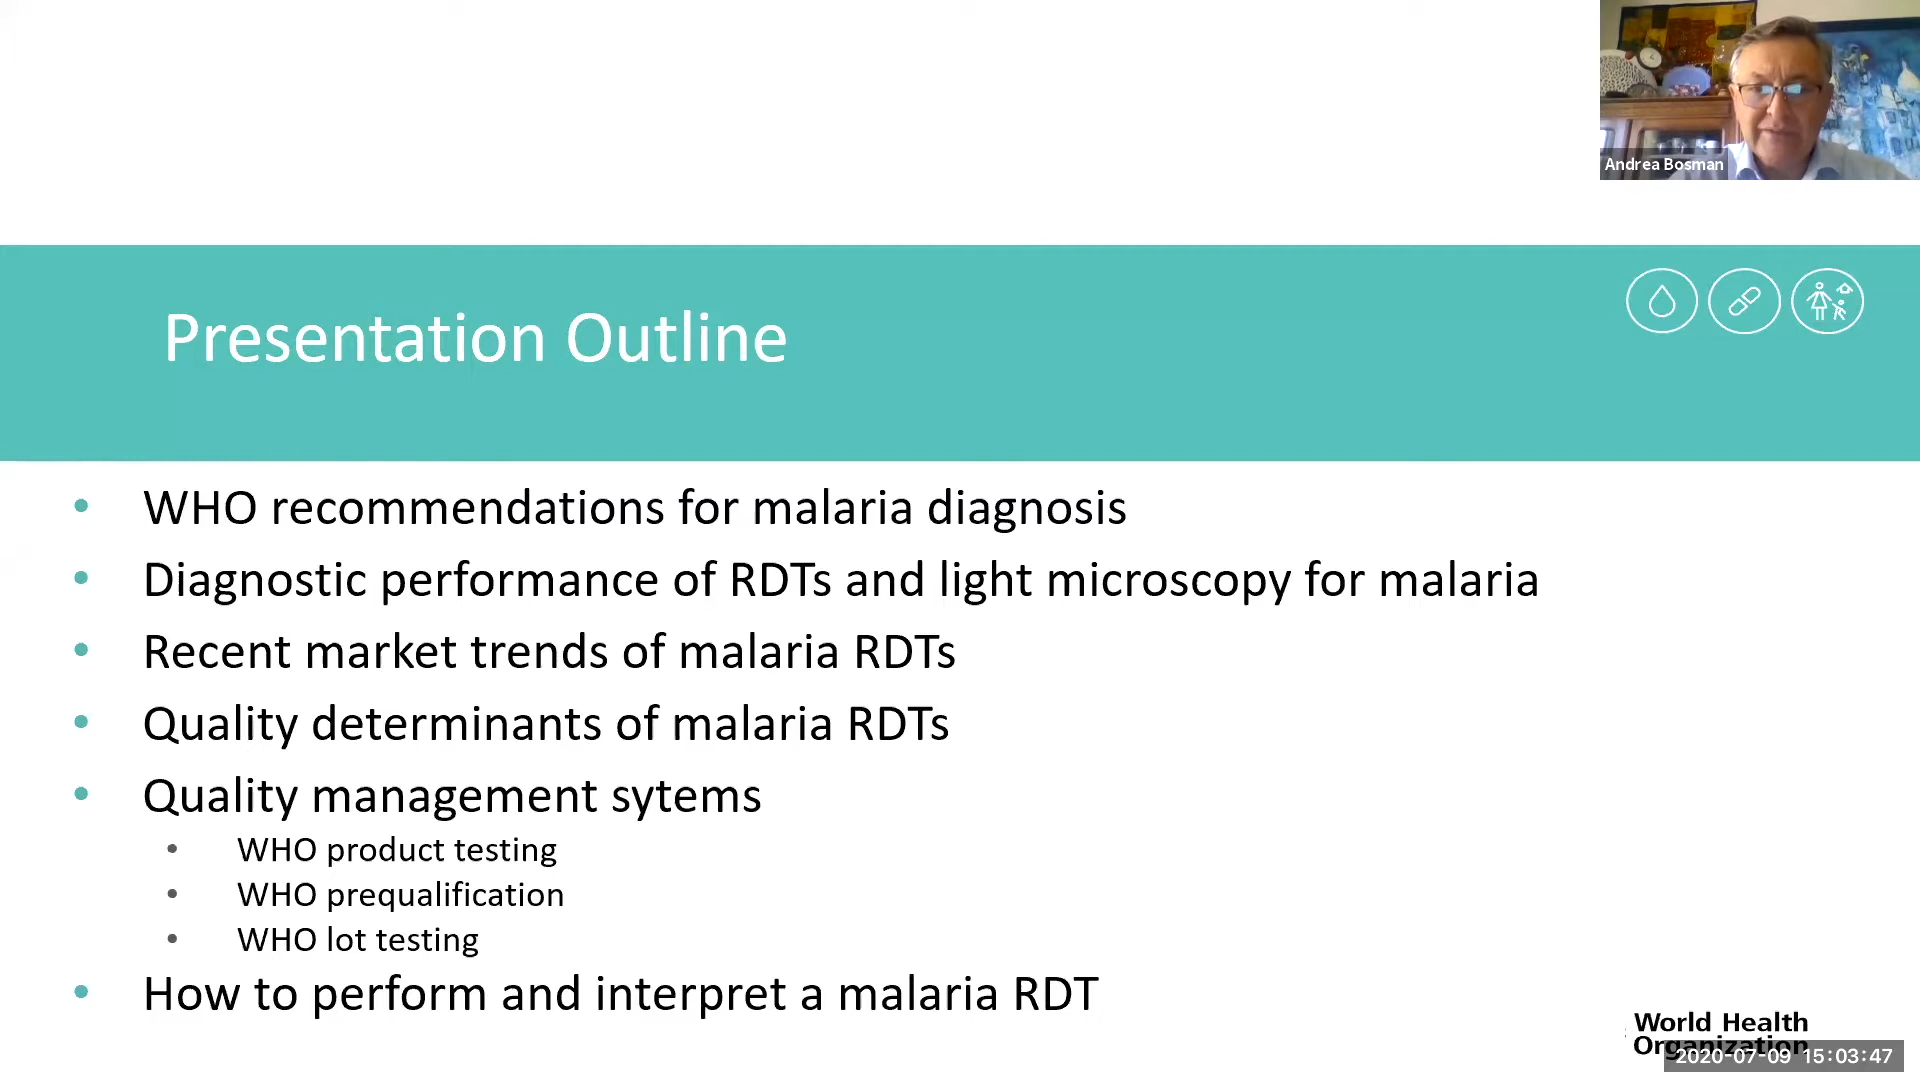 Andrea Bosman
Presentation Outline
• WHO recommendations for malaria diagnosis
• Diagnostic performance of RDTs and light microscopy for malaria
• Recent market trends of malaria RDTs
• Quality determinants of malaria RDTs
• Quality management sytems
• WHO product testing
• WHO prequalification
• WHO lot testing
• How to perform and interpret a malaria RDT
World Health
Organization
2020-07-09 15:03:47